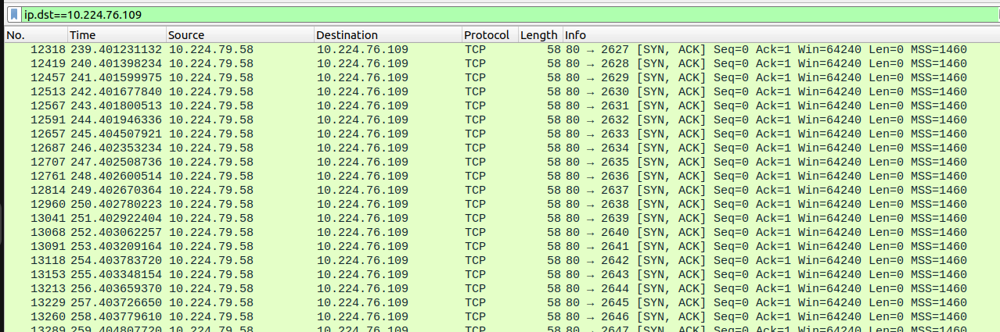 ip.dst==10.224.76.109
No. Time Source Destination Protocol Length Info
12318 239.401231132 10.224.79.58 10.224.76.109 TCP 58 80 → 2627 [SYN, ACK] Seq=0 Ack=1 Win=64240 Len=0 MSS=1460
12419 240.401398234 10.224.79.58 10.224.76.109 TCP 58 80 → 2628 [SYN, ACK] Seq=0 Ack=1 Win=64240 Len=0 MSS=1460
12457 241.401599975 10.224.79.58 10.224.76.109 TCP 58 80 → 2629 [SYN, ACK] Seq=0 Ack=1 Win=64240 Len=0 MSS=1460
12513 242.401677840 10.224.79.58 10.224.76.109 TCP 58 80 → 2630 [SYN, ACK] Seq=0 Ack=1 Win=64240 Len=0 MSS=1460
12567 243.401800513 10.224.79.58 10.224.76.109 TCP 58 80 → 2631 [SYN, ACK] Seq=0 Ack=1 Win=64240 Len=0 MSS=1460
12591 244.401946336 10.224.79.58 10.224.76.109 TCP 58 80 → 2632 [SYN, ACK] Seq=0 Ack=1 Win=64240 Len=0 MSS=1460
12657 245.404507921 10.224.79.58 10.224.76.109 TCP 58 80 → 2633 [SYN, ACK] Seq=0 Ack=1 Win=64240 Len=0 MSS=1460
12687 246.402353234 10.224.79.58 10.224.76.109 TCP 58 80 → 2634 [SYN, ACK] Seq=0 Ack=1 Win=64240 Len=0 MSS=1460
12707 247.402508736 10.224.79.58 10.224.76.109 TCP 58 80 → 2635 [SYN, ACK] Seq=0 Ack=1 Win=64240 Len=0 MSS=1460
12761 248.402600514 10.224.79.58 10.224.76.109 TCP 58 80 → 2636 [SYN, ACK] Seq=0 Ack=1 Win=64240 Len=0 MSS=1460
12814 249.402670364 10.224.79.58 10.224.76.109 TCP 58 80 → 2637 [SYN, ACK] Seq=0 Ack=1 Win=64240 Len=0 MSS=1460
12960 250.402780223 10.224.79.58 10.224.76.109 TCP 58 80 → 2638 [SYN, ACK] Seq=0 Ack=1 Win=64240 Len=0 MSS=1460
13041 251.402922404 10.224.79.58 10.224.76.109 TCP 58 80 → 2639 [SYN, ACK] Seq=0 Ack=1 Win=64240 Len=0 MSS=1460
13068 252.403062257 10.224.79.58 10.224.76.109 TCP 58 80 → 2640 [SYN, ACK] Seq=0 Ack=1 Win=64240 Len=0 MSS=1460
13091 253.403209164 10.224.79.58 10.224.76.109 TCP 58 80 → 2641 [SYN, ACK] Seq=0 Ack=1 Win=64240 Len=0 MSS=1460
13118 254.403783720 10.224.79.58 10.224.76.109 TCP 58 80 → 2642 [SYN, ACK] Seq=0 Ack=1 Win=64240 Len=0 MSS=1460
13153 255.403348154 10.224.79.58 10.224.76.109 TCP 58 80 → 2643 [SYN, ACK] Seq=0 Ack=1 Win=64240 Len=0 MSS=1460
13213 256.403659370 10.224.79.58 10.224.76.109 TCP 58 80 → 2644 [SYN, ACK] Seq=0 Ack=1 Win=64240 Len=0 MSS=1460
13229 257.403726650 10.224.79.58 10.224.76.109 TCP 58 80 → 2645 [SYN, ACK] Seq=0 Ack=1 Win=64240 Len=0 MSS=1460
13260 258.403779610 10.224.79.58 10.224.76.109 TCP 58 80 → 2646 [SYN, ACK] Seq=0 Ack=1 Win=64240 Len=0 MSS=1460
13289 259.404807720 10.224.79.58 10.224.76.109 TCP 58 80 → 2647 [SYN, ACK] Seq=0 Ack=1 Win=64240 Len=0 MSS=1460